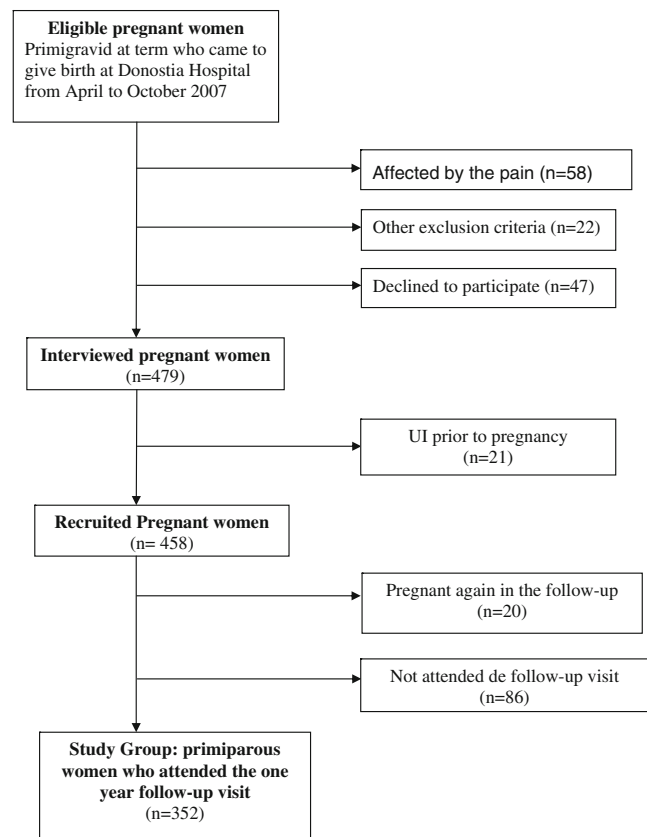 Eligible pregnant women
Primigravid at term who came to
give birth at Donostia Hospital
from April to October 2007
Affected by the pain (n=58)
Other exclusion criteria (n=22)
Declined to participate (n=47)
Interviewed pregnant women
(n=479)
UI prior to pregnancy
(n=21)
Recruited Pregnant women
(n= 458)
Pregnant again in the follow-up
(n=20)
Not attended de follow-up visit
(n=86)
Study Group: primiparous
women who attended the one
year follow-up visit
(n=352)